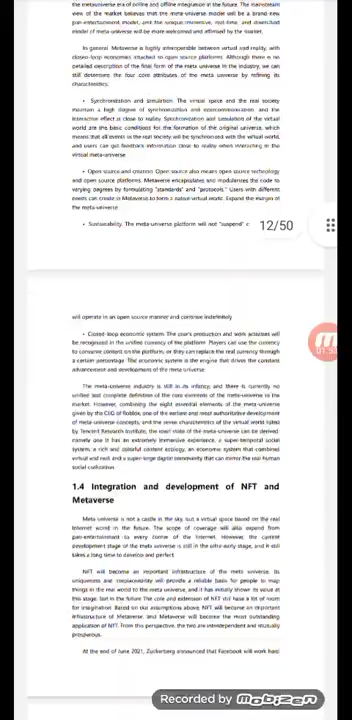 the metauniverse era of online and offline integration in the future. The mainstream
view of the market believes that the meta-universe model will be a brand new
pan-entertainment model, and the unique immersive, real-time, and diversified
model of meta-universe will be more welcomed and affirmed by the market.
In general, Metaverse is highly interoperable between virtual and reality, with
closed-loop economies attached to open source platforms. Although there is no
detailed description of the final form of the meta universe in the industry, we can
still determine the four core attributes of the meta universe by refining its
characteristics:
• Synchronization and simulation. The virtual space and the real society
maintain a high degree of synchronization and intercommunication, and the
interactive effect is close to reality. Synchronization and simulation of the virtual
world are the basic conditions for the formation of the original universe, which
means that all events in the real society will be synchronized with the virtual world,
and users can get feedback information close to reality when interacting in the
virtual meta-universe.
• Open source and creation. Open source also means open source technology
and open source platforms. Metaverse encapsulates and modularizes the code to
varying degrees by formulating "standards" and "protocols." Users with different
needs can create in Metaverse to form a virtual world. Expand the margin of
the meta-universe.
• Sustainability. The meta-universe platform will not "suspend" c
12/50
will operate in an open source manner and continue indefinitely.
• Closed-loop economic system. The user's production and work activities will
be recognized in the unified currency of the platform. Players can use the currency
to consume content on the platform, or they can replace the real currency through
a certain percentage. The economic system is the engine that drives the constant
advancement and development of the meta universe.
The meta-universe industry is still in its infancy, and there is currently no
unified and complete definition of the core elements of the meta-universe in the
market. However, combining the eight essential elements of the meta-universe
given by the CEO of Roblox, one of the earliest and most authoritative development
of meta-universe concepts, and the sense characteristics of the virtual world listed
by Tencent Research Institute, the ideal state of the meta-universe can be derived:
namely one: it has an extremely immersive experience, a super-temporal social
system, a rich and colorful content ecology, an economic system that combined
virtual and real, and a super-large digital community that can mirror the real human
social civilization.
1.4 Integration and development of NFT and
Metaverse
Meta universe is not a castle in the sky, but a virtual space based on the real
Internet world in the future. The scope of coverage will also expand from
pan-entertainment to every corner of the Internet. However, the current
development stage of the meta universe is still in the ultra-early stage, and it still
takes a long time to develop and perfect.
NFT will become an important infrastructure of the meta universe. Its
uniqueness and irreplaceability will provide a reliable basis for people to map
things in the real world to the meta universe, and it has initially shown its value at
this stage, but in the future The core and extension of NFT still have a lot of room
for imagination. Based on our assumptions above, NFT will become an important
infrastructure of Metaverse, and Metaverse will become the most outstanding
application of NFT. From this perspective, the two are interdependent and mutually
prosperous.
At the end of June 2021, Zuckerberg announced that Facebook will work hard
Recorded by Mobizen